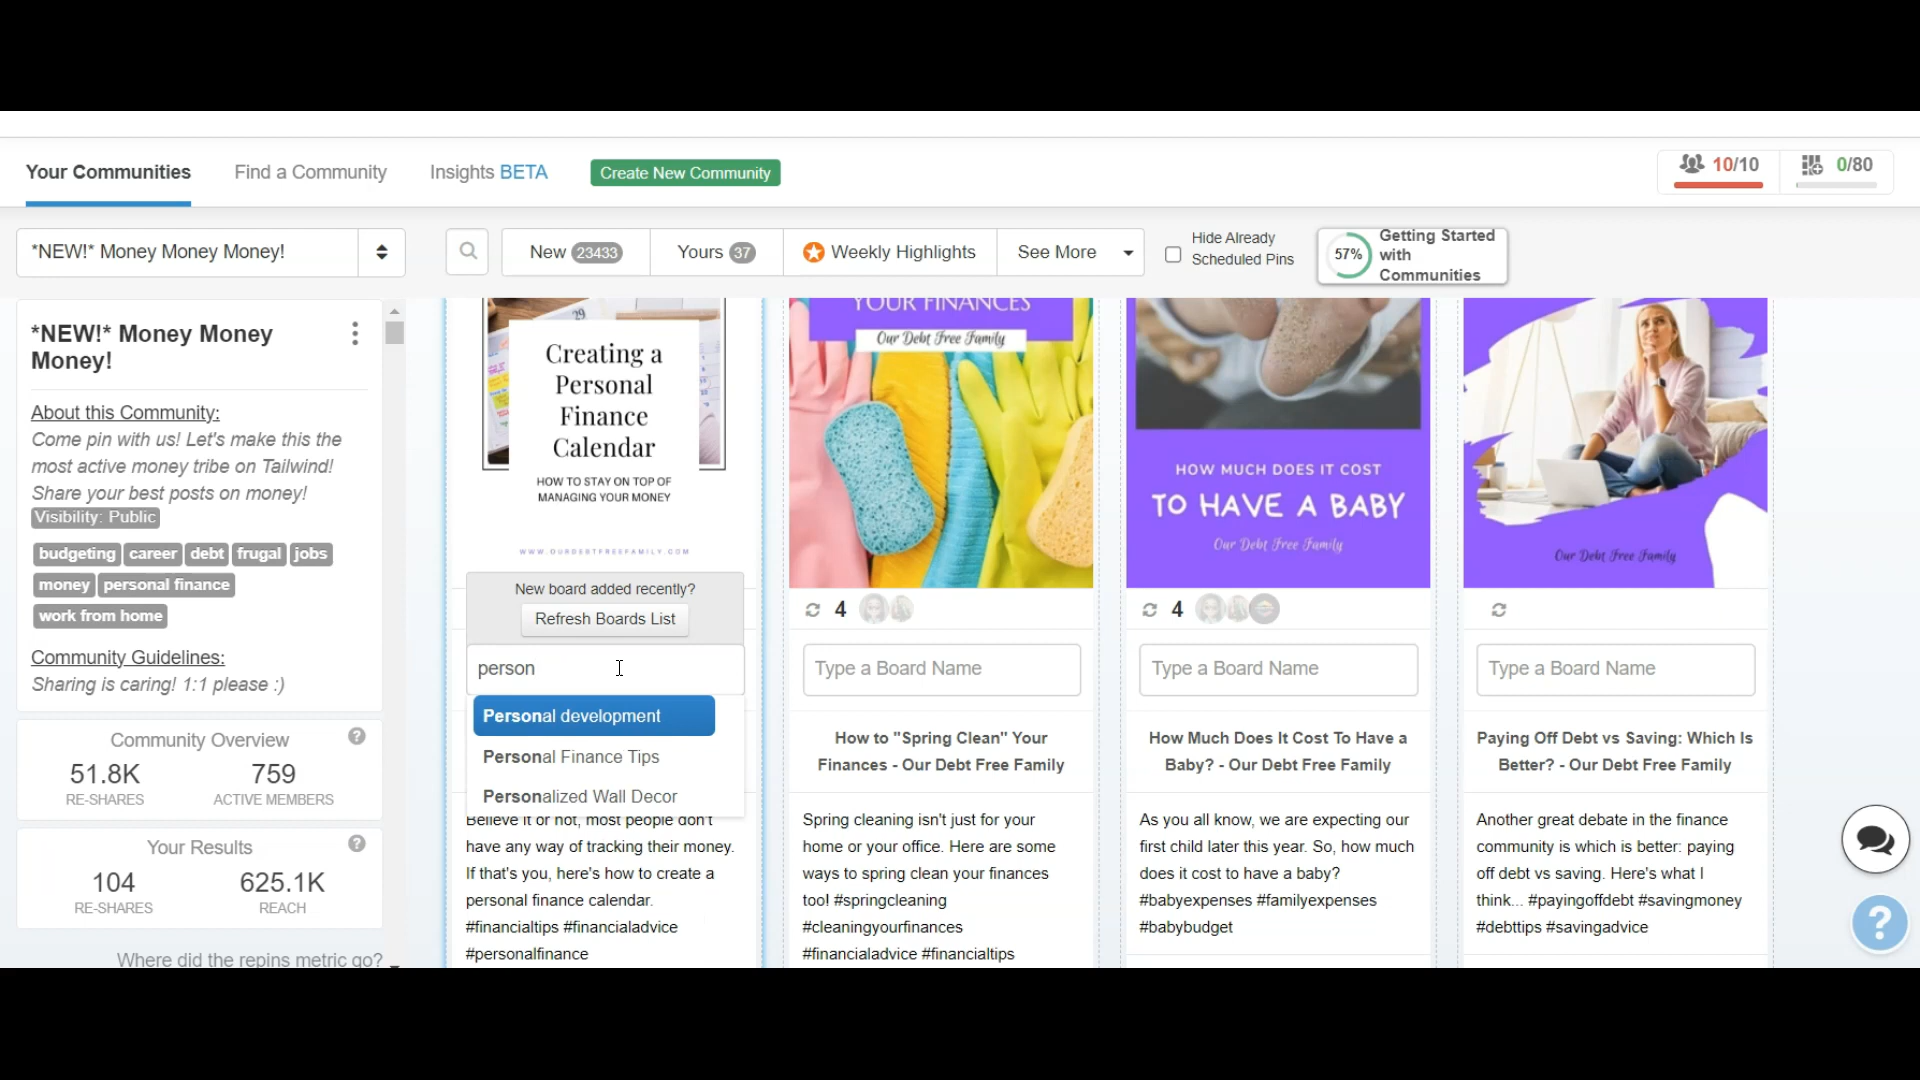 Your Communities
Find a Community
Insights BETA
Create New Community
10/10
0/80
*NEW!* Money Money Money!
New 23433
Yours 37
Weekly Highlights
See More
Hide Already
Scheduled Pins
57%
Getting Started
with
Communities
*NEW!* Money Money
Money!
About this Community:
Come pin with us! Let's make this the
most active money tribe on Tailwind!
Share your best posts on money!
Visibility: Public
budgeting career debt frugal jobs
money personal finance
work from home
Community Guidelines:
Sharing is caring! 1:1 please :)
Community Overview
?
51.8K
RE-SHARES
759
ACTIVE MEMBERS
Your Results
?
104
RE-SHARES
625.1K
REACH
Where did the repins metric go?
29
Creating a
Personal
Finance
Calendar
HOW TO STAY ON TOP OF
MANAGING YOUR MONEY
WWW.OURDEBTFREEFAMILY.COM
New board added recently?
Refresh Boards List
person
Personal development
Personal Finance Tips
Personalized Wall Decor
Believe it or not, most people don't
have any way of tracking their money.
If that's you, here's how to create a
personal finance calendar.
#financialtips #financialadvice
#personalfinance
YOUR FINANCES
Our Debt Free Family
4
Type a Board Name
How to "Spring Clean" Your
Finances - Our Debt Free Family
Spring cleaning isn't just for your
home or your office. Here are some
ways to spring clean your finances
too! #springcleaning
#cleaningyourfinances
#financialadvice #financialtips
HOW MUCH DOES IT COST
TO HAVE A BABY
Our Debt Free Family
4
Type a Board Name
How Much Does It Cost To Have a
Baby? - Our Debt Free Family
As you all know, we are expecting our
first child later this year. So, how much
does it cost to have a baby?
#babyexpenses #familyexpenses
#babybudget
Our Debt Free Family
Type a Board Name
Paying Off Debt vs Saving: Which Is
Better? - Our Debt Free Family
Another great debate in the finance
community is which is better: paying
off debt vs saving. Here's what I
think... #payingoffdebt #savingmoney
#debttips #savingadvice
?